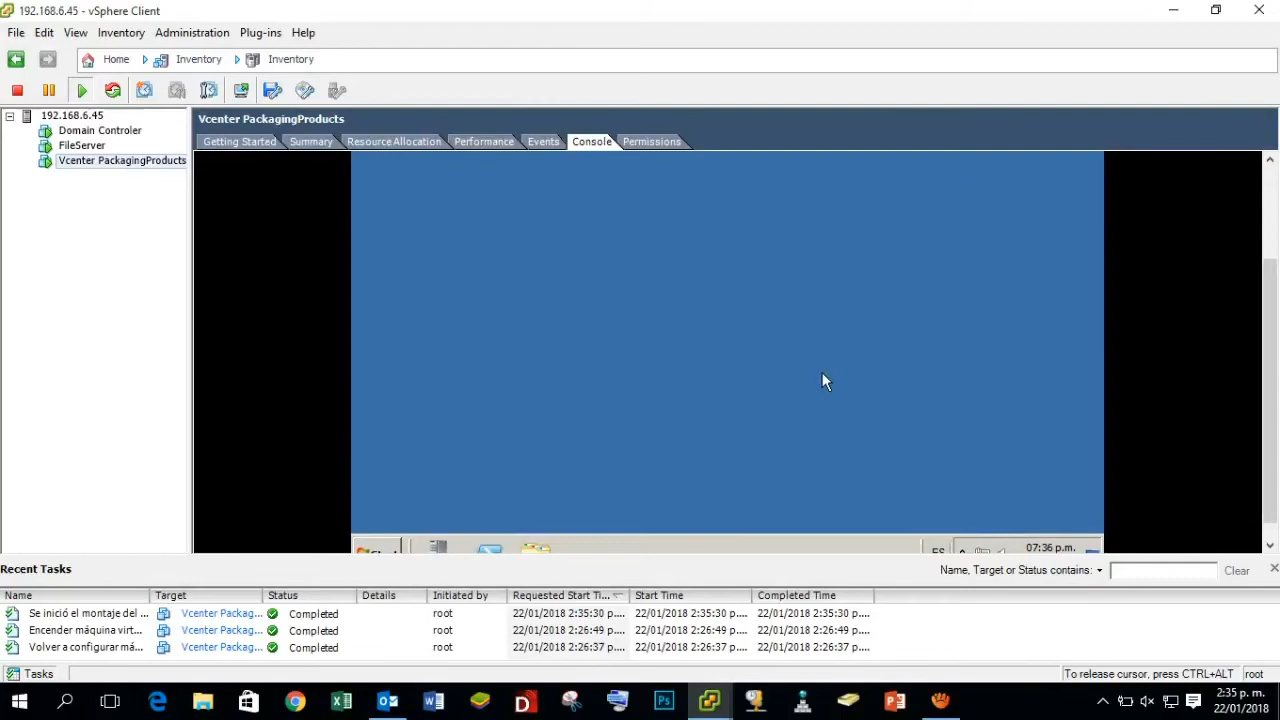 192.168.6.45 - vSphere Client
File Edit View Inventory Administration Plug-ins Help
Home Inventory Inventory
192.168.6.45
Domain Controler
FileServer
Vcenter PackagingProducts
Vcenter PackagingProducts
Getting Started Summary Resource Allocation Performance Events Console Permissions
ES 07:36 p.m.
Recent Tasks
Name, Target or Status contains: Clear
Name Target Status Details Initiated by Requested Start Ti... Start Time Completed Time
Se inició el montaje del ... Vcenter Packag... Completed root 22/01/2018 2:35:30 p.... 22/01/2018 2:35:30 p.... 22/01/2018 2:35:30 p....
Encender máquina virt... Vcenter Packag... Completed root 22/01/2018 2:26:49 p.... 22/01/2018 2:26:49 p.... 22/01/2018 2:26:49 p....
Volver a configurar má... Vcenter Packag... Completed root 22/01/2018 2:26:37 p.... 22/01/2018 2:26:37 p.... 22/01/2018 2:26:37 p....
Tasks To release cursor, press CTRL+ALT root
2:35 p. m.
22/01/2018